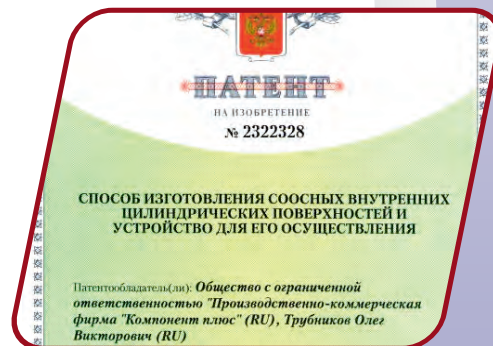 ПАТЕНТ
НА ИЗОБРЕТЕНИЕ
№ 2322328
СПОСОБ ИЗГОТОВЛЕНИЯ СООСНЫХ ВНУТРЕННИХ
ЦИЛИНДРИЧЕСКИХ ПОВЕРХНОСТЕЙ И
УСТРОЙСТВО ДЛЯ ЕГО ОСУЩЕСТВЛЕНИЯ
Патентообладатель(ли): Общество с ограниченной
ответственностью "Производственно-коммерческая
фирма "Компонент плюс" (RU), Трубников Олег
Викторович (RU)